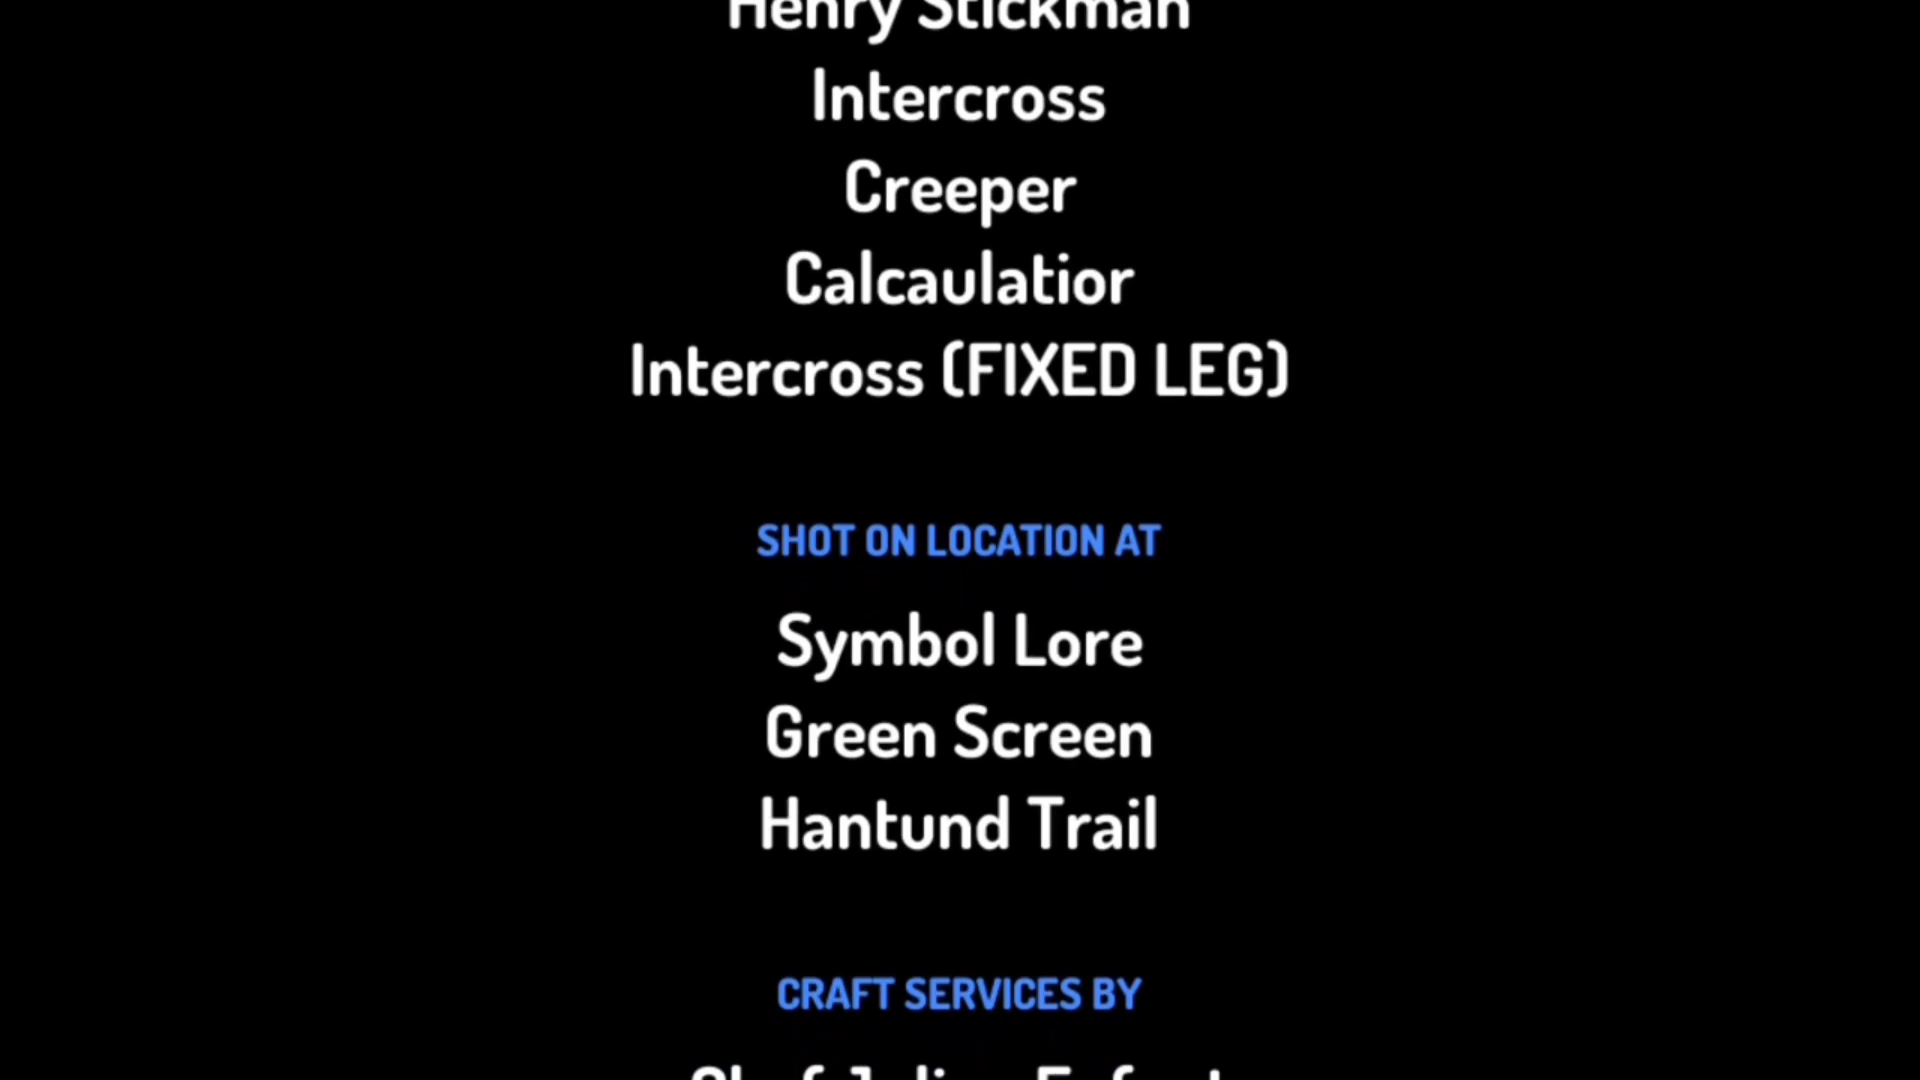 Henry Stickman
Intercross
Creeper
Calcaulatior
Intercross (FIXED LEG)
SHOT ON LOCATION AT
Symbol Lore
Green Screen
Hantund Trail
CRAFT SERVICES BY
Chef